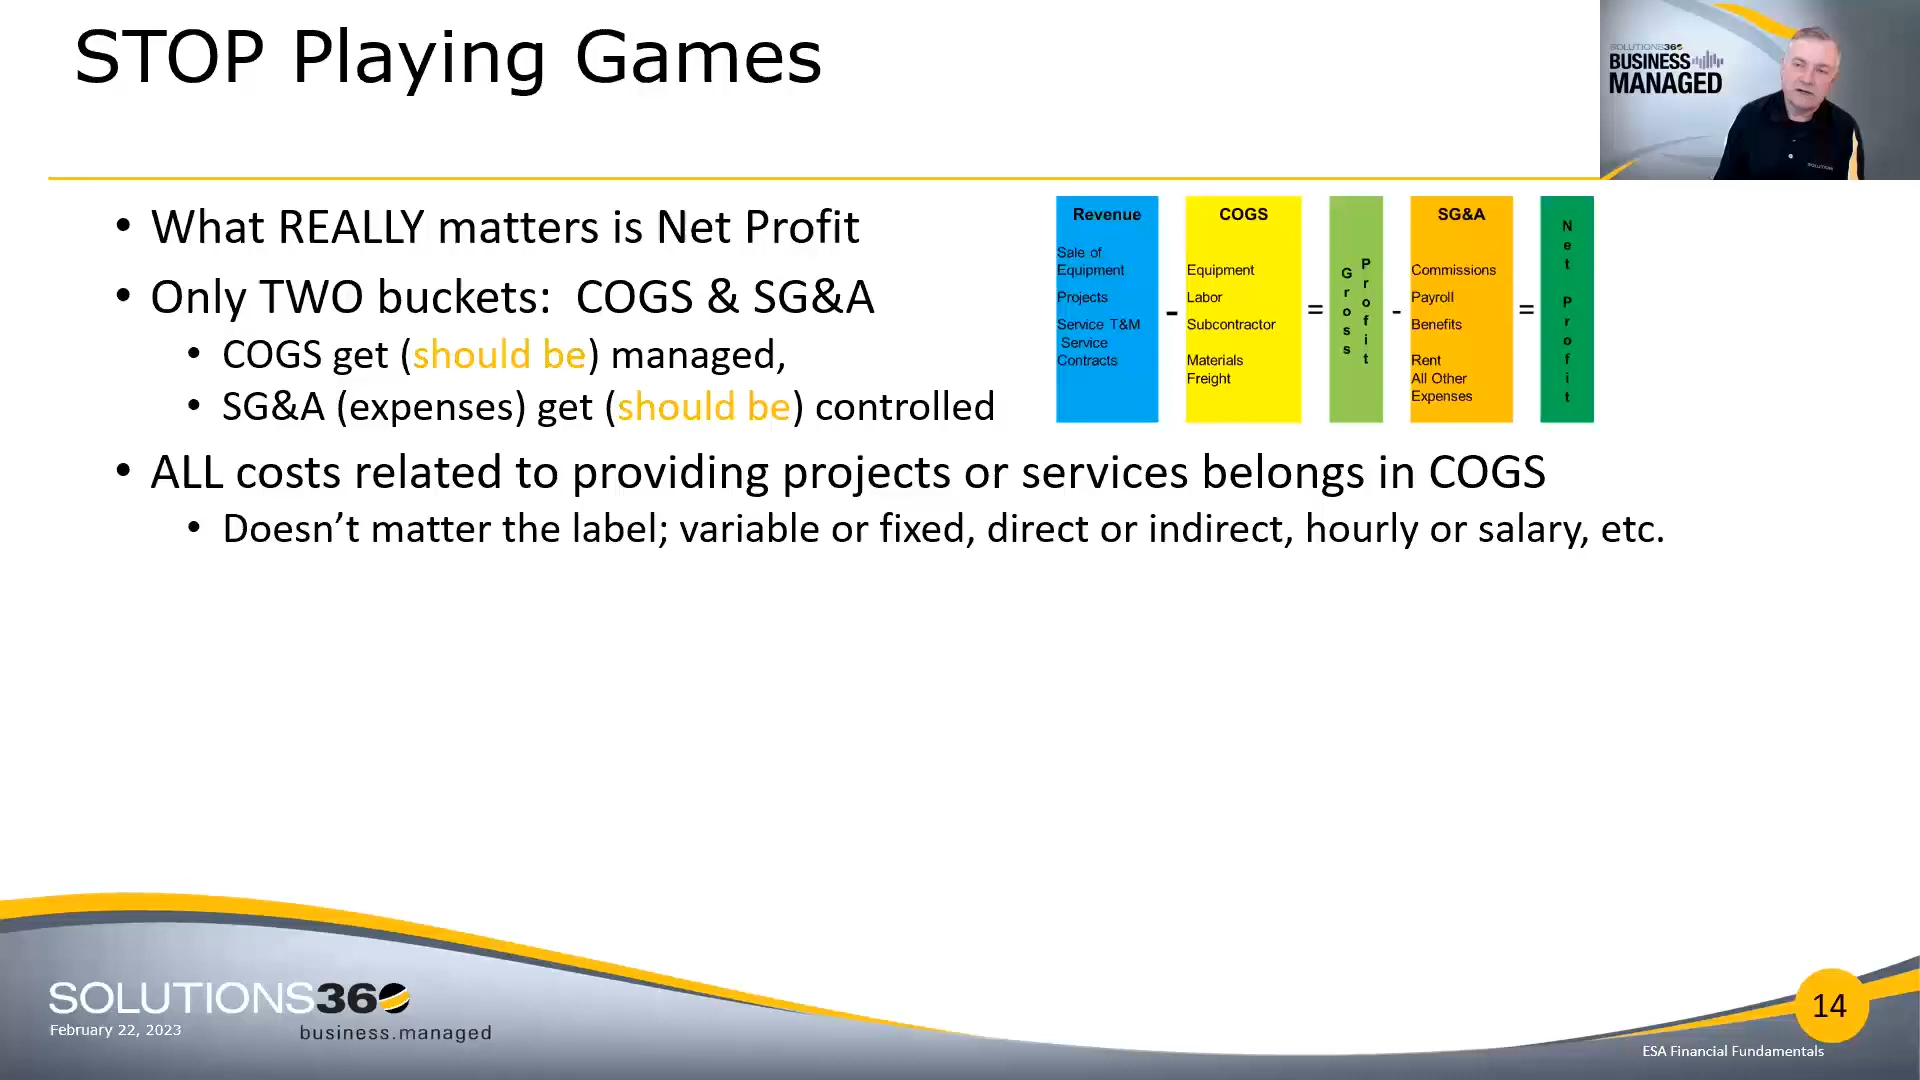 STOP Playing Games
SOLUTIONS360
BUSINESS
MANAGED
SOLUTIONS
• What REALLY matters is Net Profit
• Only TWO buckets:  COGS & SG&A
• COGS get (should be) managed,
• SG&A (expenses) get (should be) controlled
Revenue
Sale of
Equipment
Projects
Service T&M
Service
Contracts
-
COGS
Equipment
Labor
Subcontractor
Materials
Freight
=
Gross
Profit
-
SG&A
Commissions
Payroll
Benefits
Rent
All Other
Expenses
=
Net Profit
• ALL costs related to providing projects or services belongs in COGS
• Doesn’t matter the label; variable or fixed, direct or indirect, hourly or salary, etc.
SOLUTIONS360
February 22, 2023
business.managed
14
ESA Financial Fundamentals